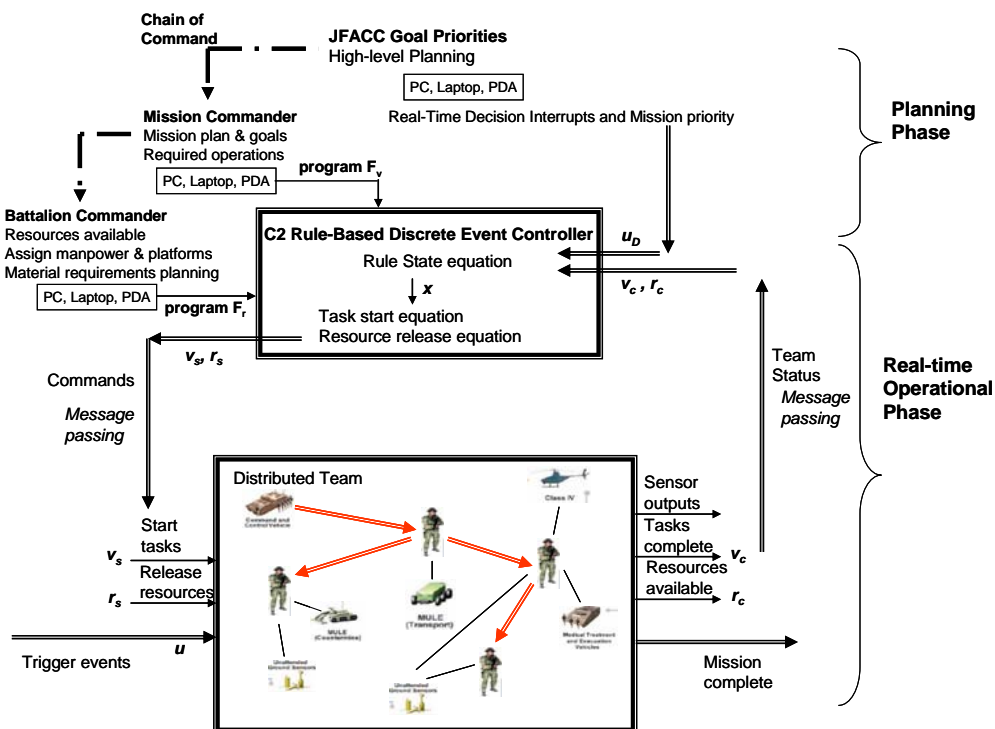 Chain of
Command
JFACC Goal Priorities
High-level Planning
PC, Laptop, PDA
Real-Time Decision Interrupts and Mission priority
Planning
Phase
Mission Commander
Mission plan & goals
Required operations
PC, Laptop, PDA
program Fv
Battalion Commander
Resources available
Assign manpower & platforms
Material requirements planning
PC, Laptop, PDA
program Fr
C2 Rule-Based Discrete Event Controller
Rule State equation
x
Task start equation
Resource release equation
uD
vc , rc
vs, rs
Commands
Message
passing
Team
Status
Message
passing
Real-time
Operational
Phase
Distributed Team
Command and
Control Vehicle
Class IV
MULE
(Transport)
MULE
(Countermine)
Medical Treatment
and Evacuation
Vehicles
Unattended
Ground Sensors
Unattended
Ground Sensors
Start
tasks
vs
Release
resources
rs
u
Trigger events
Sensor
outputs
Tasks
complete
vc
Resources
available
rc
Mission
complete